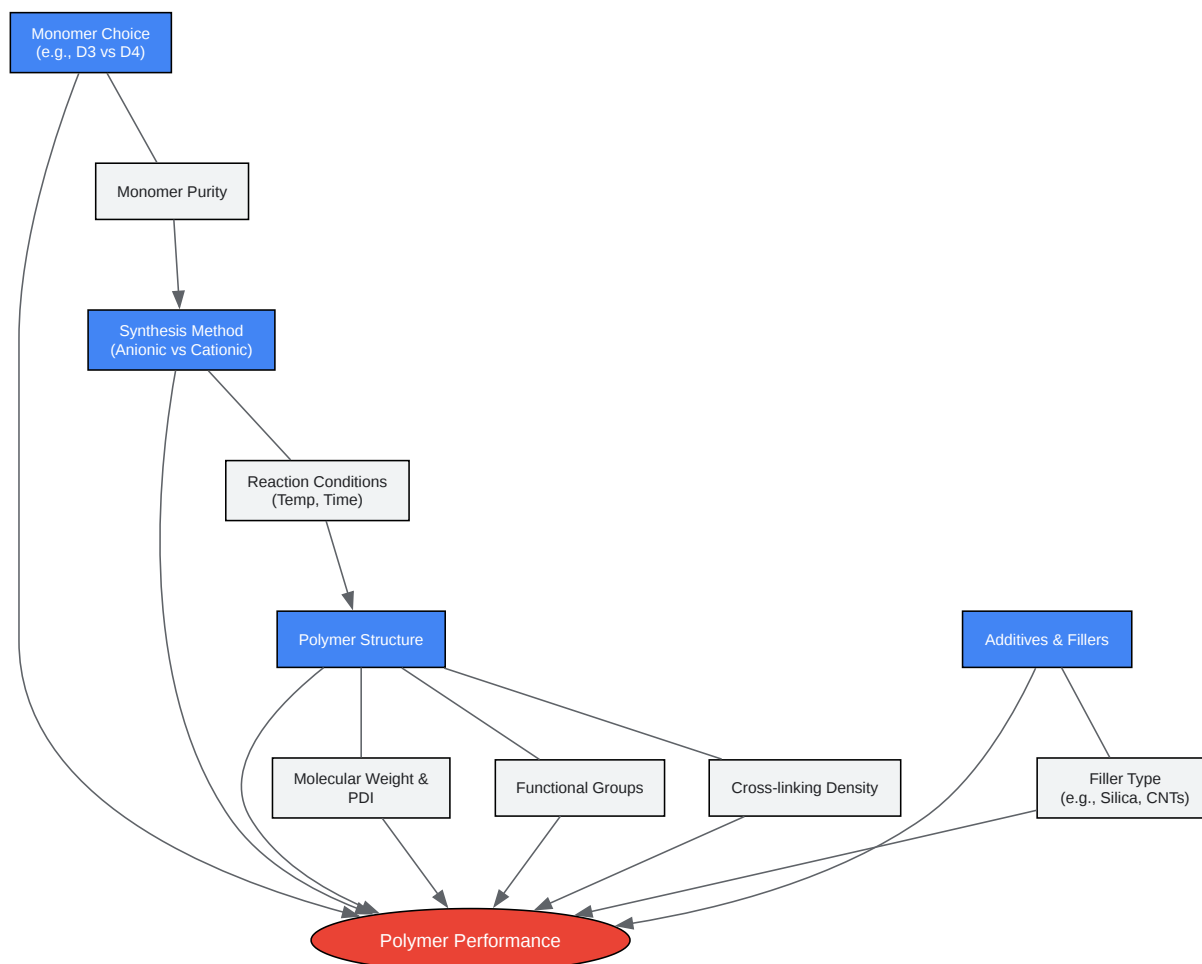 Monomer Choice
(e.g., D3 vs D4)
Monomer Purity
Synthesis Method
(Anionic vs Cationic)
Reaction Conditions
(Temp, Time)
Polymer Structure
Additives & Fillers
Molecular Weight &
PDI
Functional Groups
Cross-linking Density
Filler Type
(e.g., Silica, CNTs)
Polymer Performance